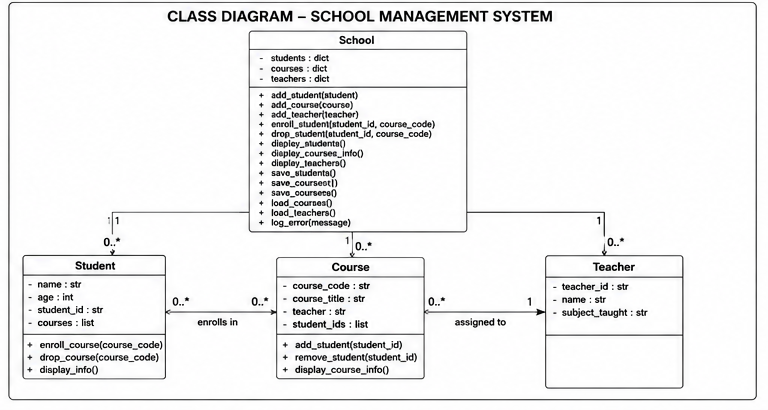 CLASS DIAGRAM – SCHOOL MANAGEMENT SYSTEM
School
- students : dict
- courses : dict
- teachers : dict
+ add_student(student)
+ add_course(course)
+ add_teacher(teacher)
+ enroll_student(student_id, course_code)
+ drop_student(student_id, course_code)
+ display_students()
+ display_courses_info()
+ display_teachers()
+ save_students()
+ save_courses()
+ save_courses()
+ load_courses()
+ load_teachers()
+ log_error(message)
1 1
0..*
1
0..*
1
0..*
Student
- name : str
- age : int
- student_id : str
- courses : list
+ enroll_course(course_code)
+ drop_course(course_code)
+ display_info()
0..* 0..*
enrolls in
Course
- course_code : str
- course_title : str
- teacher : str
- student_ids : list
+ add_student(student_id)
+ remove_student(student_id)
+ display_course_info()
0..* 1
assigned to
Teacher
- teacher_id : str
- name : str
- subject_taught : str